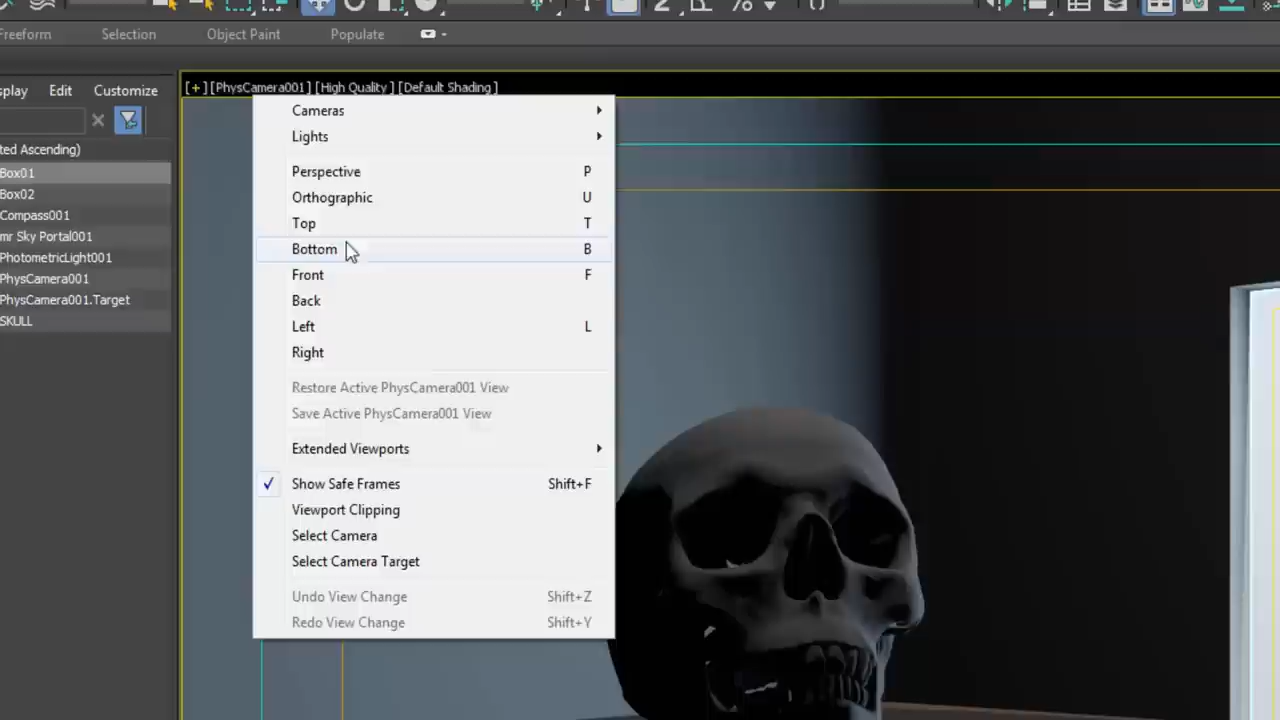 Freeform Selection Object Paint Populate
splay Edit Customize
[+] [PhysCamera001] [High Quality ] [Default Shading ]
ted Ascending)
Box01
Box02
Compass001
mr Sky Portal001
PhotometricLight001
PhysCamera001
PhysCamera001.Target
SKULL
Cameras
Lights
Perspective P
Orthographic U
Top T
Bottom B
Front F
Back
Left L
Right
Restore Active PhysCamera001 View
Save Active PhysCamera001 View
Extended Viewports
Show Safe Frames Shift+F
Viewport Clipping
Select Camera
Select Camera Target
Undo View Change Shift+Z
Redo View Change Shift+Y